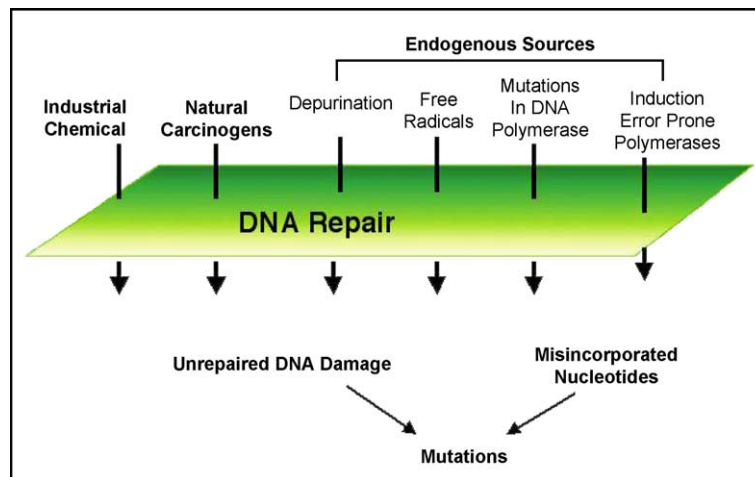 Endogenous Sources
Industrial
Chemical
Natural
Carcinogens
Depurination
Free
Radicals
Mutations
In DNA
Polymerase
Induction
Error Prone
Polymerases
DNA Repair
Unrepaired DNA Damage
Misincorporated
Nucleotides
Mutations